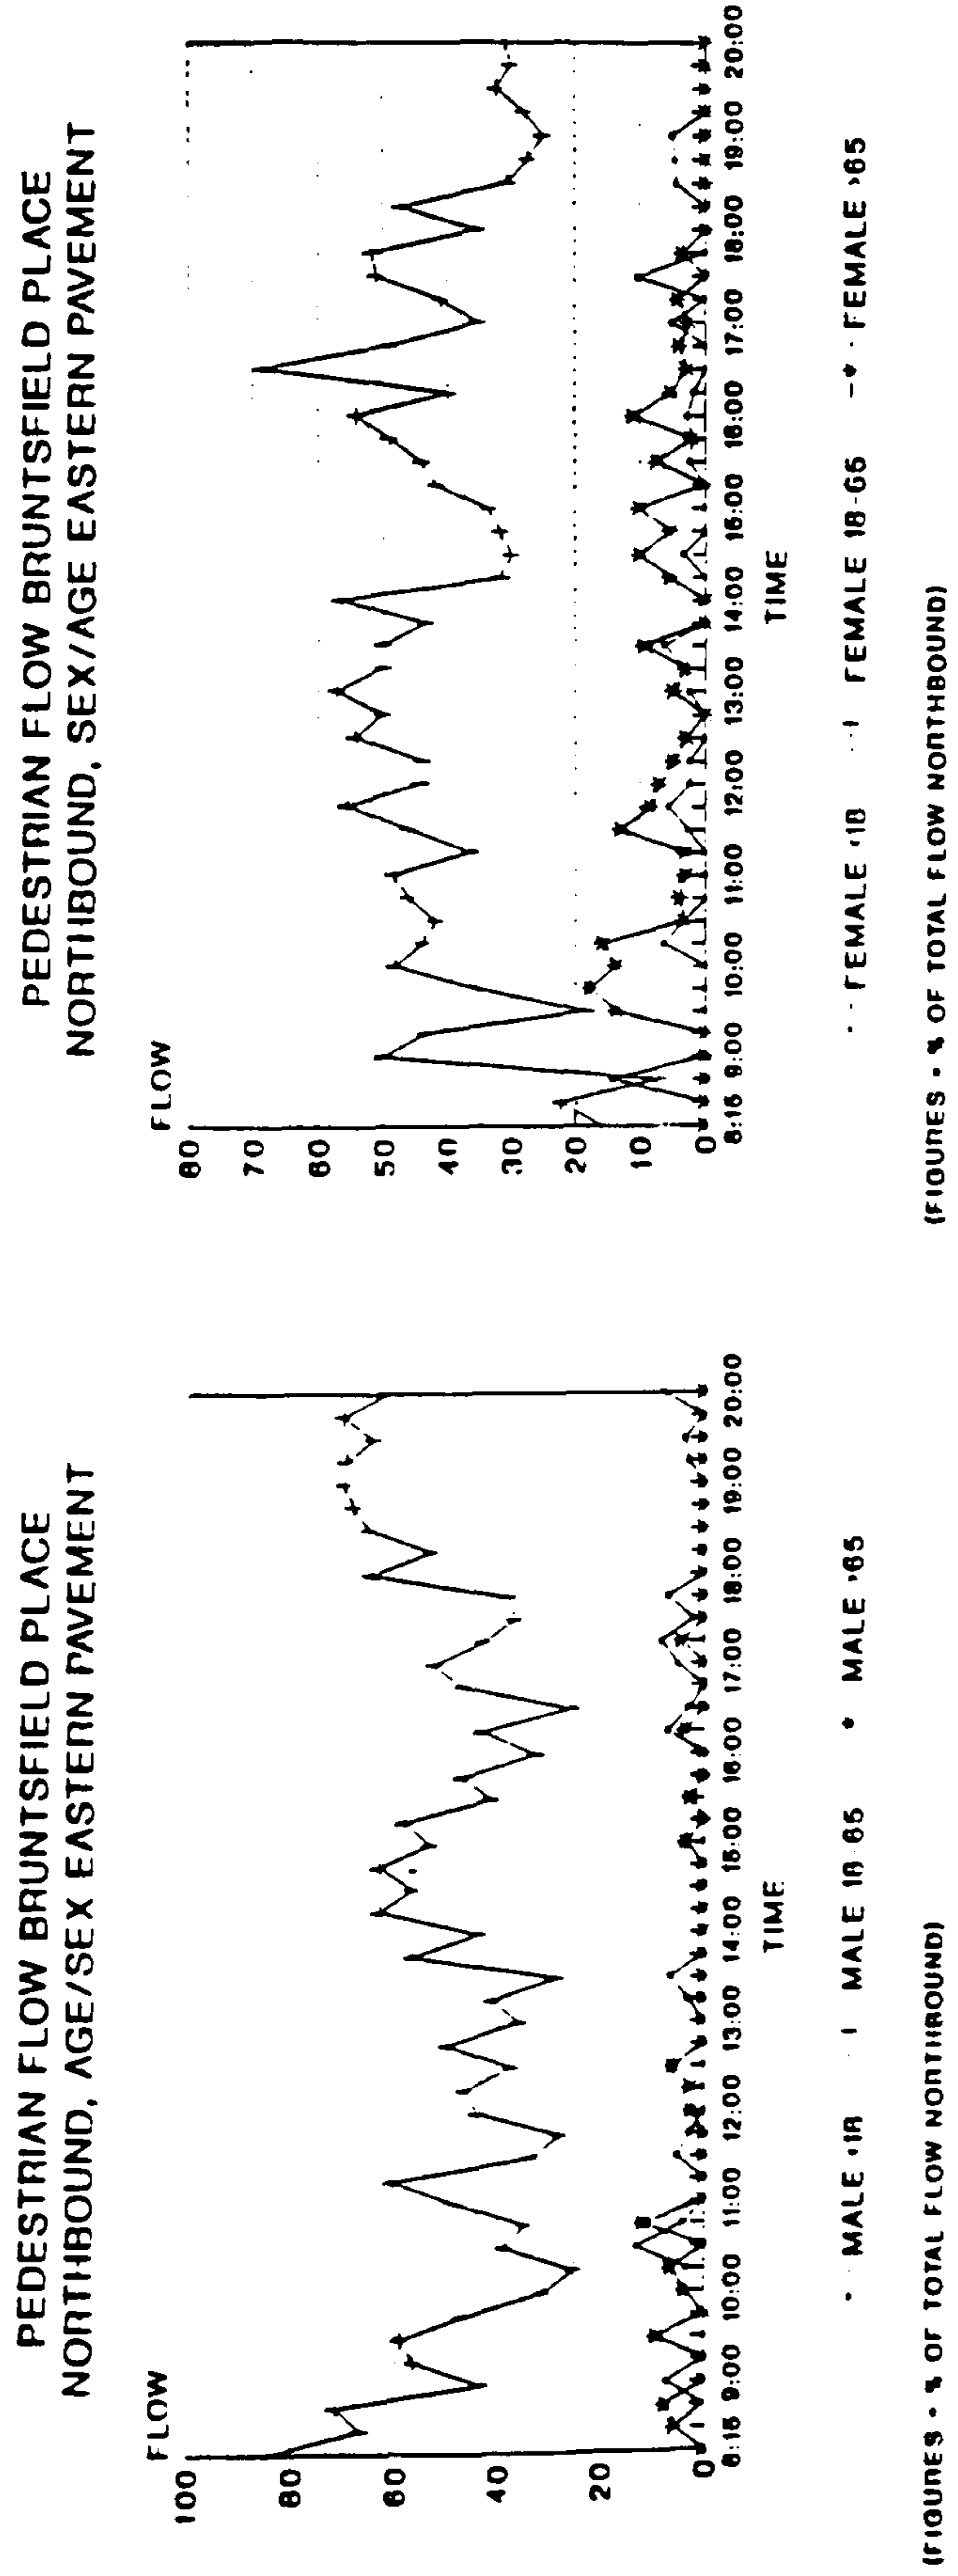 PEDESTRIAN FLOW BRUNTSFIELD PLACE
NORTHBOUND, AGE/SEX EASTERN PAVEMENT
FLOW
100
80
60
40
20
0
8:15 9:00 10:00 11:00 12:00 13:00 14:00 15:00 16:00 17:00 18:00 19:00 20:00
TIME
MALE <18 MALE 18-65 MALE >65
(FIGURES = % OF TOTAL FLOW NORTHBOUND)
PEDESTRIAN FLOW BRUNTSFIELD PLACE
NORTHBOUND, SEX/AGE EASTERN PAVEMENT
FLOW
80
70
60
50
40
30
20
10
0
8:15 9:00 10:00 11:00 12:00 13:00 14:00 15:00 16:00 17:00 18:00 19:00 20:00
TIME
FEMALE <18 FEMALE 18-65 FEMALE >65
(FIGURES = % OF TOTAL FLOW NORTHBOUND)